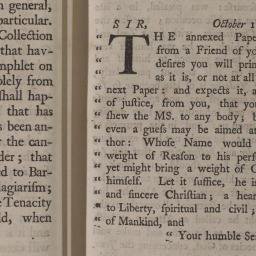 n general,
particular.
Collection
that hav-
mphlet on
olely from
shall hap-
that has
been an-
r the can-
der; that
ed to Bar-
lagiarism;
e Tenacity
ld, when
SIR, October 1
" THE annexed Pape
" from a Friend of yo
" desires you will prin
" as it is, or not at all
" next Paper: and expects it, a
" of justice, from you, that you
" shew the MS. to any body; b
" even a guess may be aimed at
" thor: Whose Name would
" weight of Reason to his perf
" yet might bring a weight of C
" himself. Let it suffice, he i
" and sincere Christian; a hear
" to Liberty, spiritual and civil;
" of Mankind, and
" Your humble Se